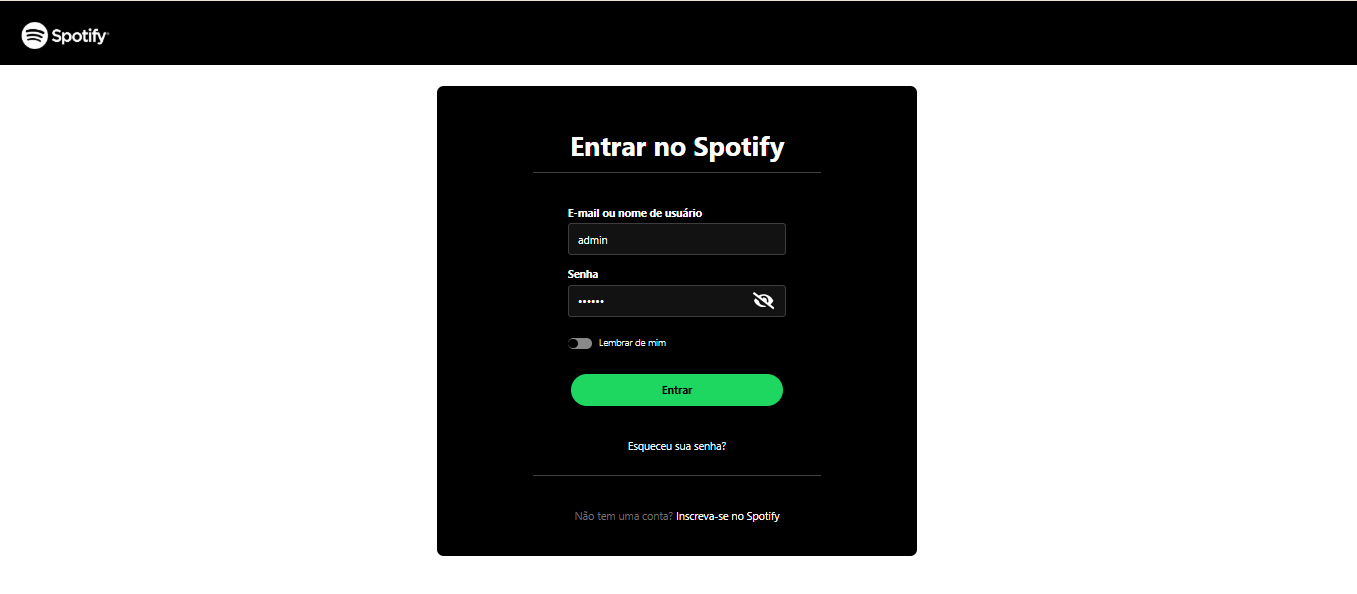 Spotify
Entrar no Spotify
E-mail ou nome de usuário
admin
Senha
••••••
Lembrar de mim
Entrar
Esqueceu sua senha?
Não tem uma conta? Inscreva-se no Spotify